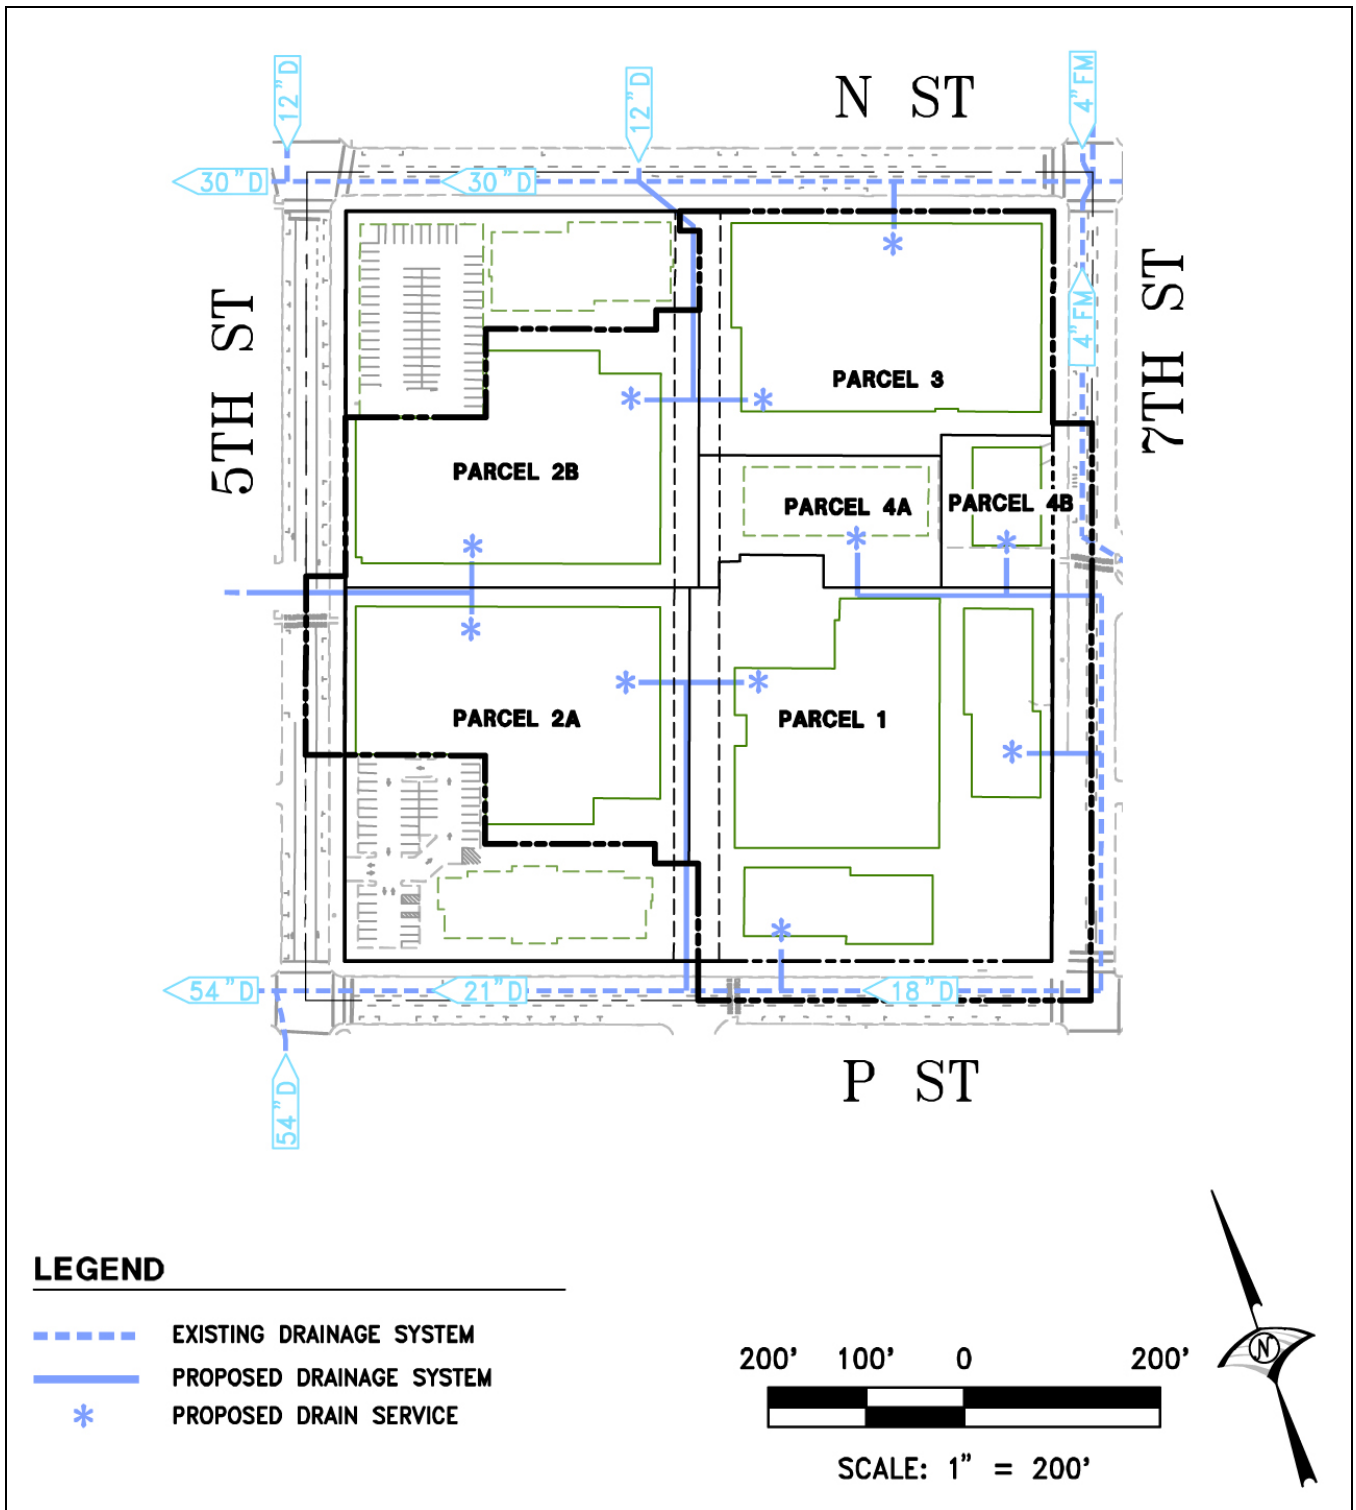 12"D
12"D
4"FM
N ST
30"D
30"D
5TH ST
7TH ST
4"FM
PARCEL 3
PARCEL 2B
PARCEL 4A
PARCEL 4B
PARCEL 2A
PARCEL 1
54"D
21"D
18"D
54"D
P ST
LEGEND
EXISTING DRAINAGE SYSTEM
PROPOSED DRAINAGE SYSTEM
PROPOSED DRAIN SERVICE
200' 100' 0 200'
SCALE: 1" = 200'
N